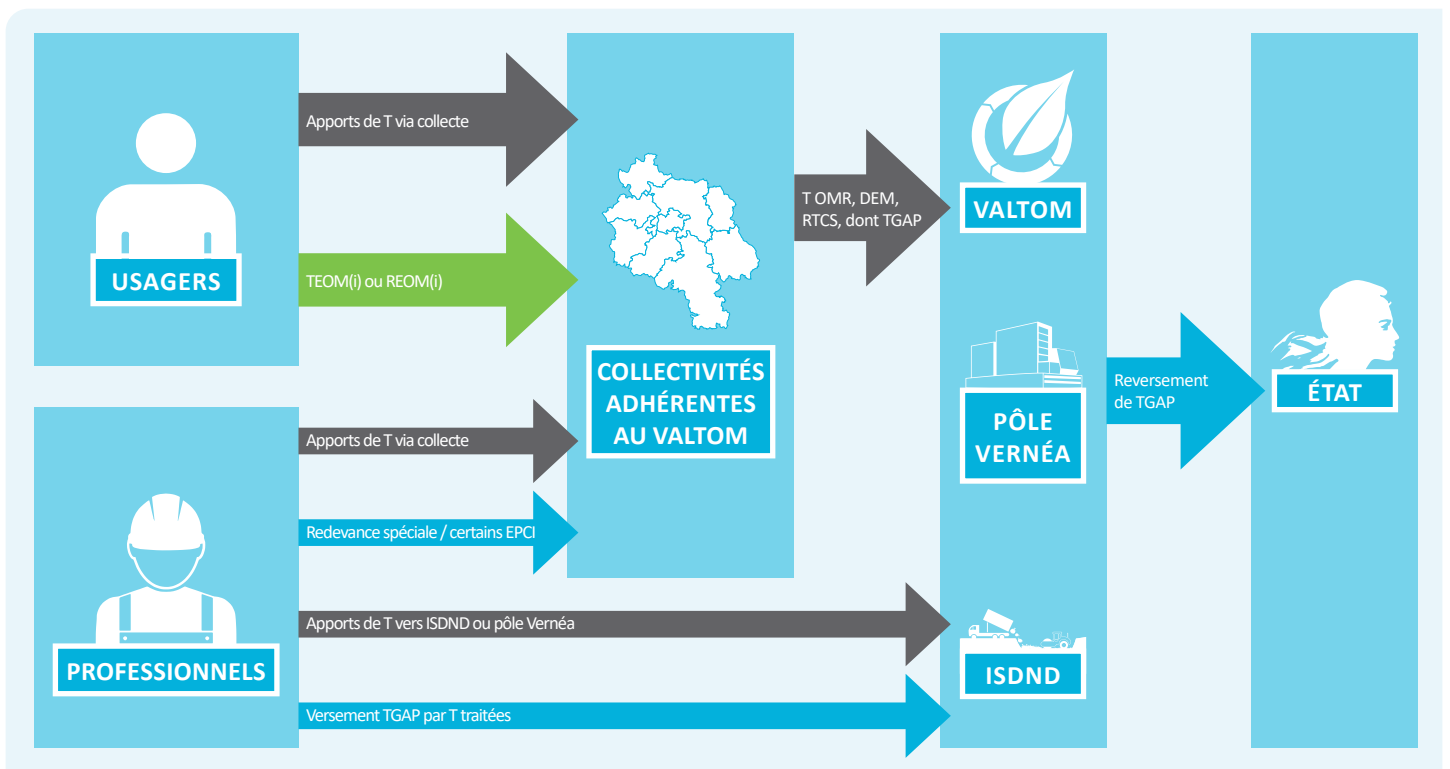 Apports de T via collecte
USAGERS
TEOM(i) ou REOM(i)
COLLECTIVITÉS
ADHÉRENTES
AU VALTOM
T OMR, DEM,
RTCS, dont TGAP
VALTOM
PÔLE
VERNÉA
Reversement
de TGAP
ÉTAT
Apports de T via collecte
Redevance spéciale / certains EPCI
PROFESSIONNELS
Apports de T vers ISDND ou pôle Vernéa
ISDND
Versement TGAP par T traitées